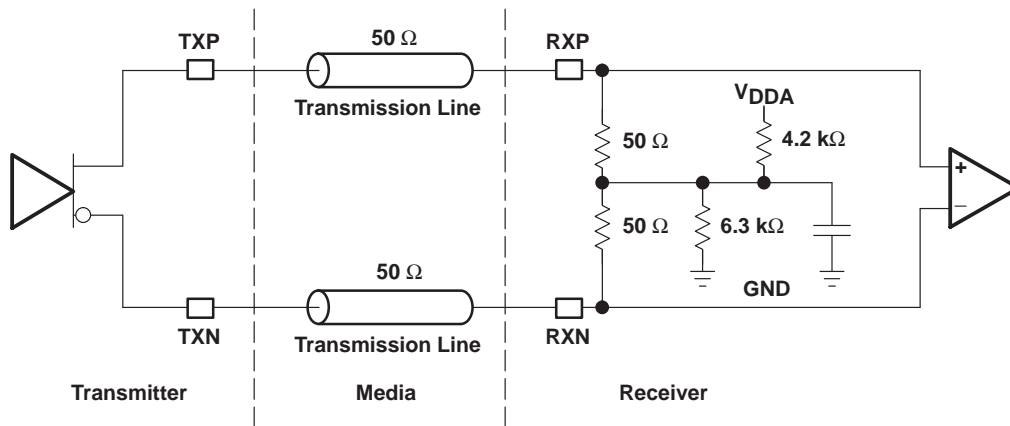 50 Ω
TXP
RXP
Transmission Line
VDDA
50 Ω
4.2 kΩ
+
−
50 Ω
6.3 kΩ
50 Ω
GND
TXN
RXN
Transmission Line
Transmitter
Media
Receiver